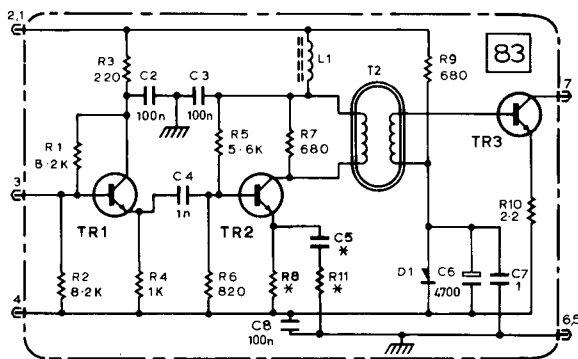 2,1
R3
220
C2
100n
C3
100n
L1
T2
R9
680
83
7
R1
8.2K
R5
5.6K
R7
680
TR3
3
C4
1n
TR1
TR2
R10
2.2
C5
*
R2
8.2K
R4
1K
R6
820
R8
*
R11
*
D1
C6
4700
C7
1
4
C8
100n
6,5